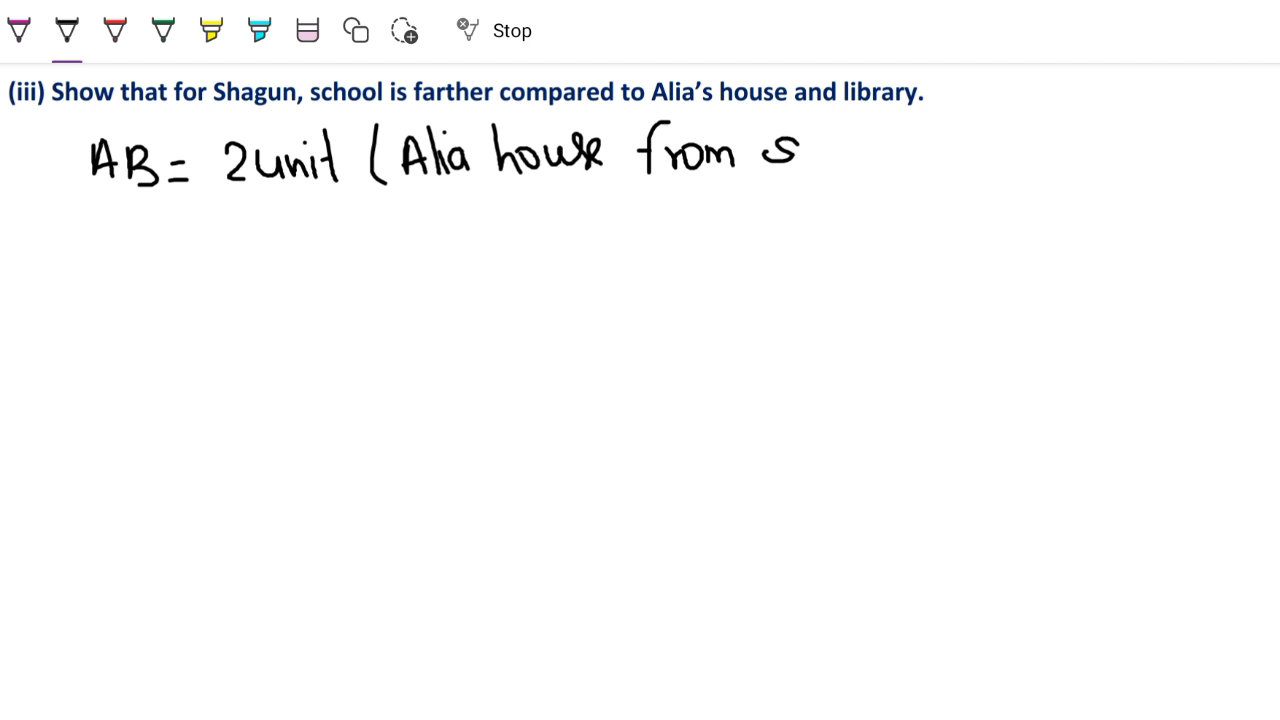 Stop
(iii) Show that for Shagun, school is farther compared to Alia's house and library.
AB = 2unit (Alia house from s